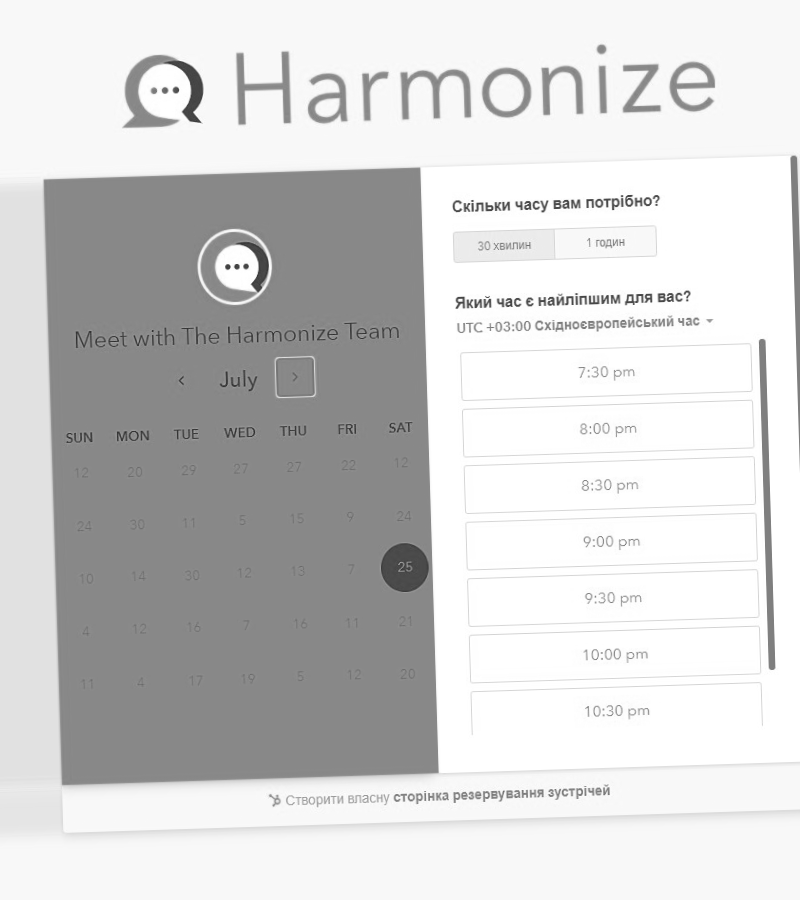 Harmonize
Meet with The Harmonize Team
July
SUN MON TUE WED THU FRI SAT
12 20 29 27 27 22 12
24 30 11 5 15 9 24
10 14 30 12 13 7 25
4 12 16 7 16 11 21
11 4 17 19 5 12 20
Скільки часу вам потрібно?
30 хвилин 1 годин
Який час є найліпшим для вас?
UTC +03:00 Східноєвропейський час
7:30 pm
8:00 pm
8:30 pm
9:00 pm
9:30 pm
10:00 pm
10:30 pm
Створити власну сторінка резервування зустрічей